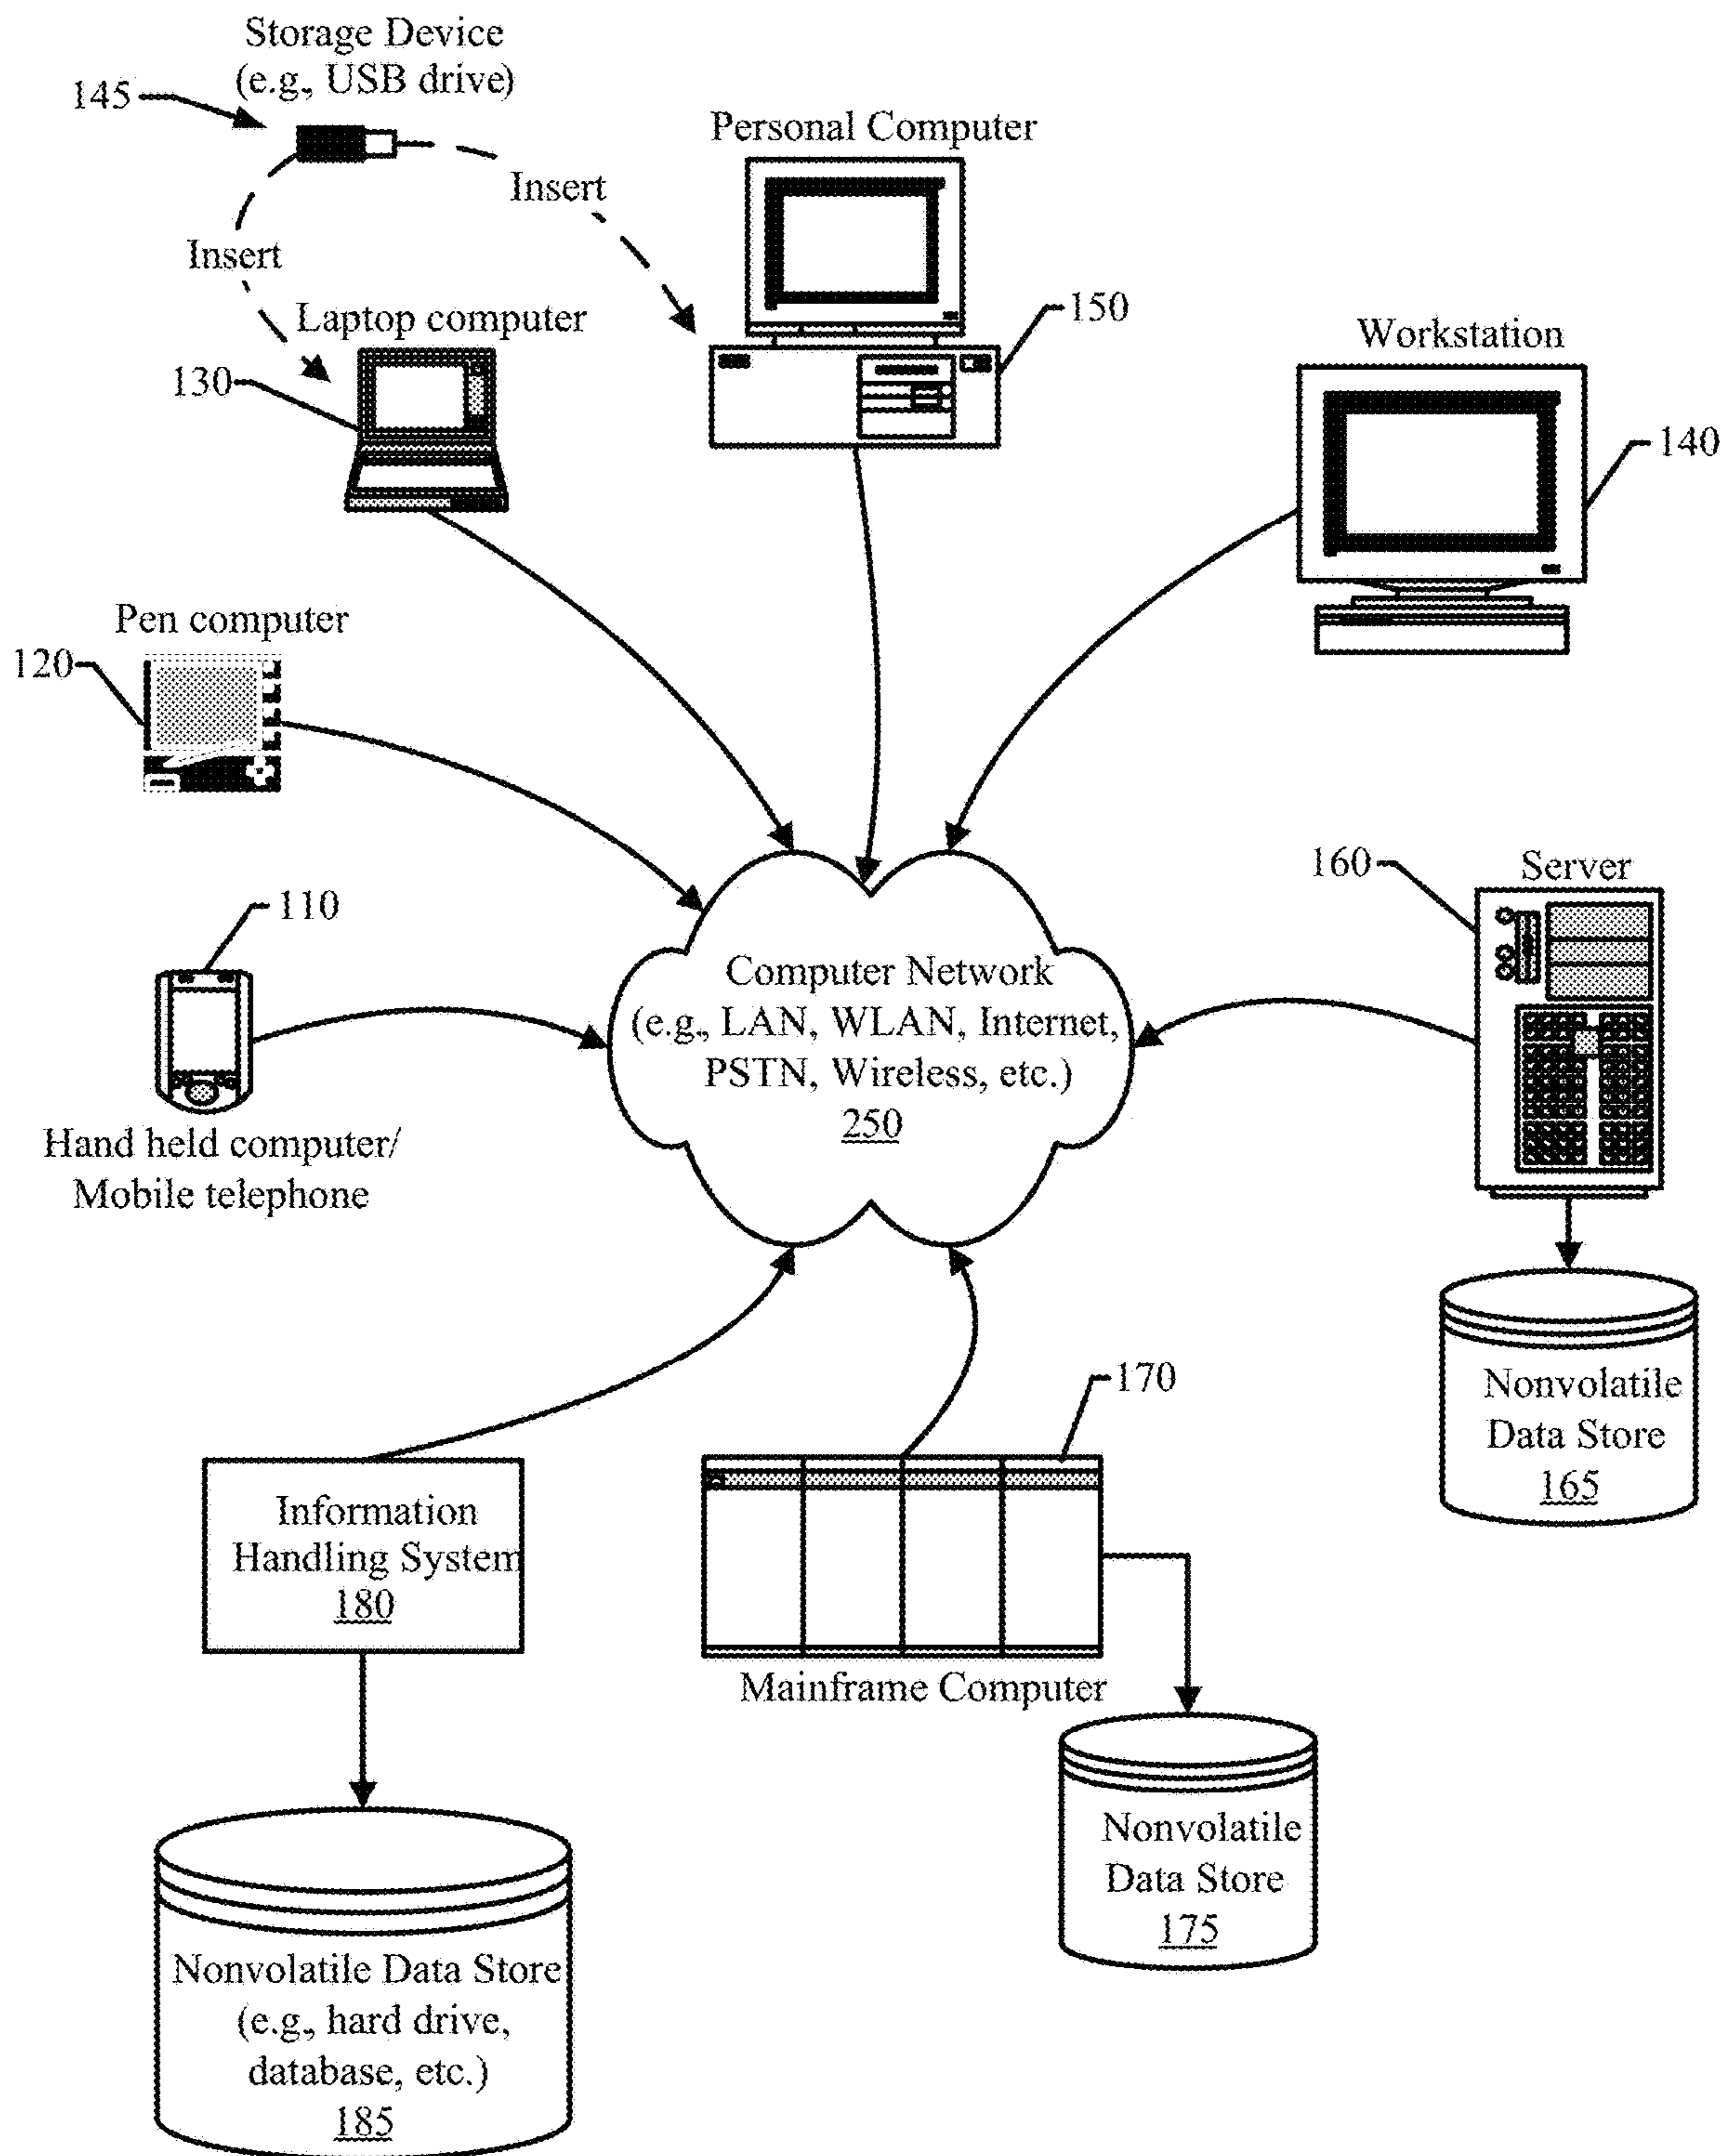 Storage Device
(e.g., USB drive)
145
Personal Computer
Insert
Insert
150
Laptop computer
130
Workstation
140
Pen computer
120
160
Server
110
Computer Network
(e.g., LAN, WLAN, Internet,
PSTN, Wireless, etc.)
250
Hand held computer/
Mobile telephone
Nonvolatile
Data Store
165
170
Information
Handling System
180
Mainframe Computer
Nonvolatile
Data Store
175
Nonvolatile Data Store
(e.g., hard drive,
database, etc.)
185